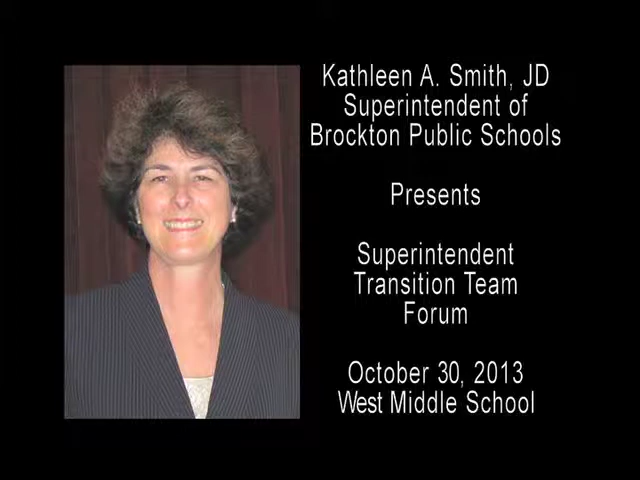 Kathleen A. Smith, JD
Superintendent of
Brockton Public Schools
Presents
Superintendent
Transition Team
Forum
October 30, 2013
West Middle School